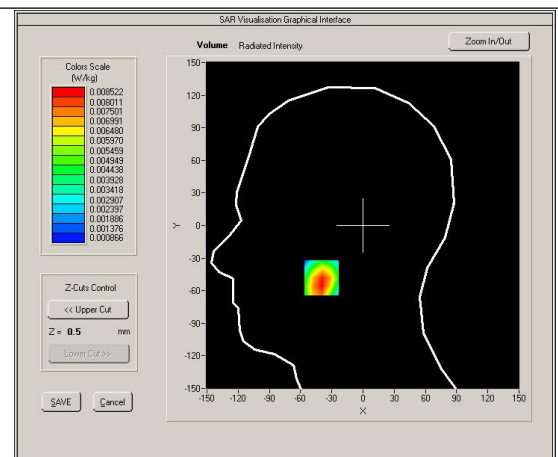 SAR Visualisation Graphical Interface
Volume Radiated Intensity
Zoom In/Out
Colors Scale
(W/kg)
0.008522
0.008011
0.007501
0.006991
0.006480
0.005970
0.005459
0.004949
0.004438
0.003928
0.003418
0.002907
0.002397
0.001886
0.001376
0.000866
Z-Cuts Control
<< Upper Cut
Z = 0.5 mm
Lower Cut >>
SAVE Cancel
150-
120-
90-
60-
30-
Y 0-
-30-
-60-
-90-
-120-
-150-
-150 -120 -90 -60 -30 0 30 60 90 120 150
X